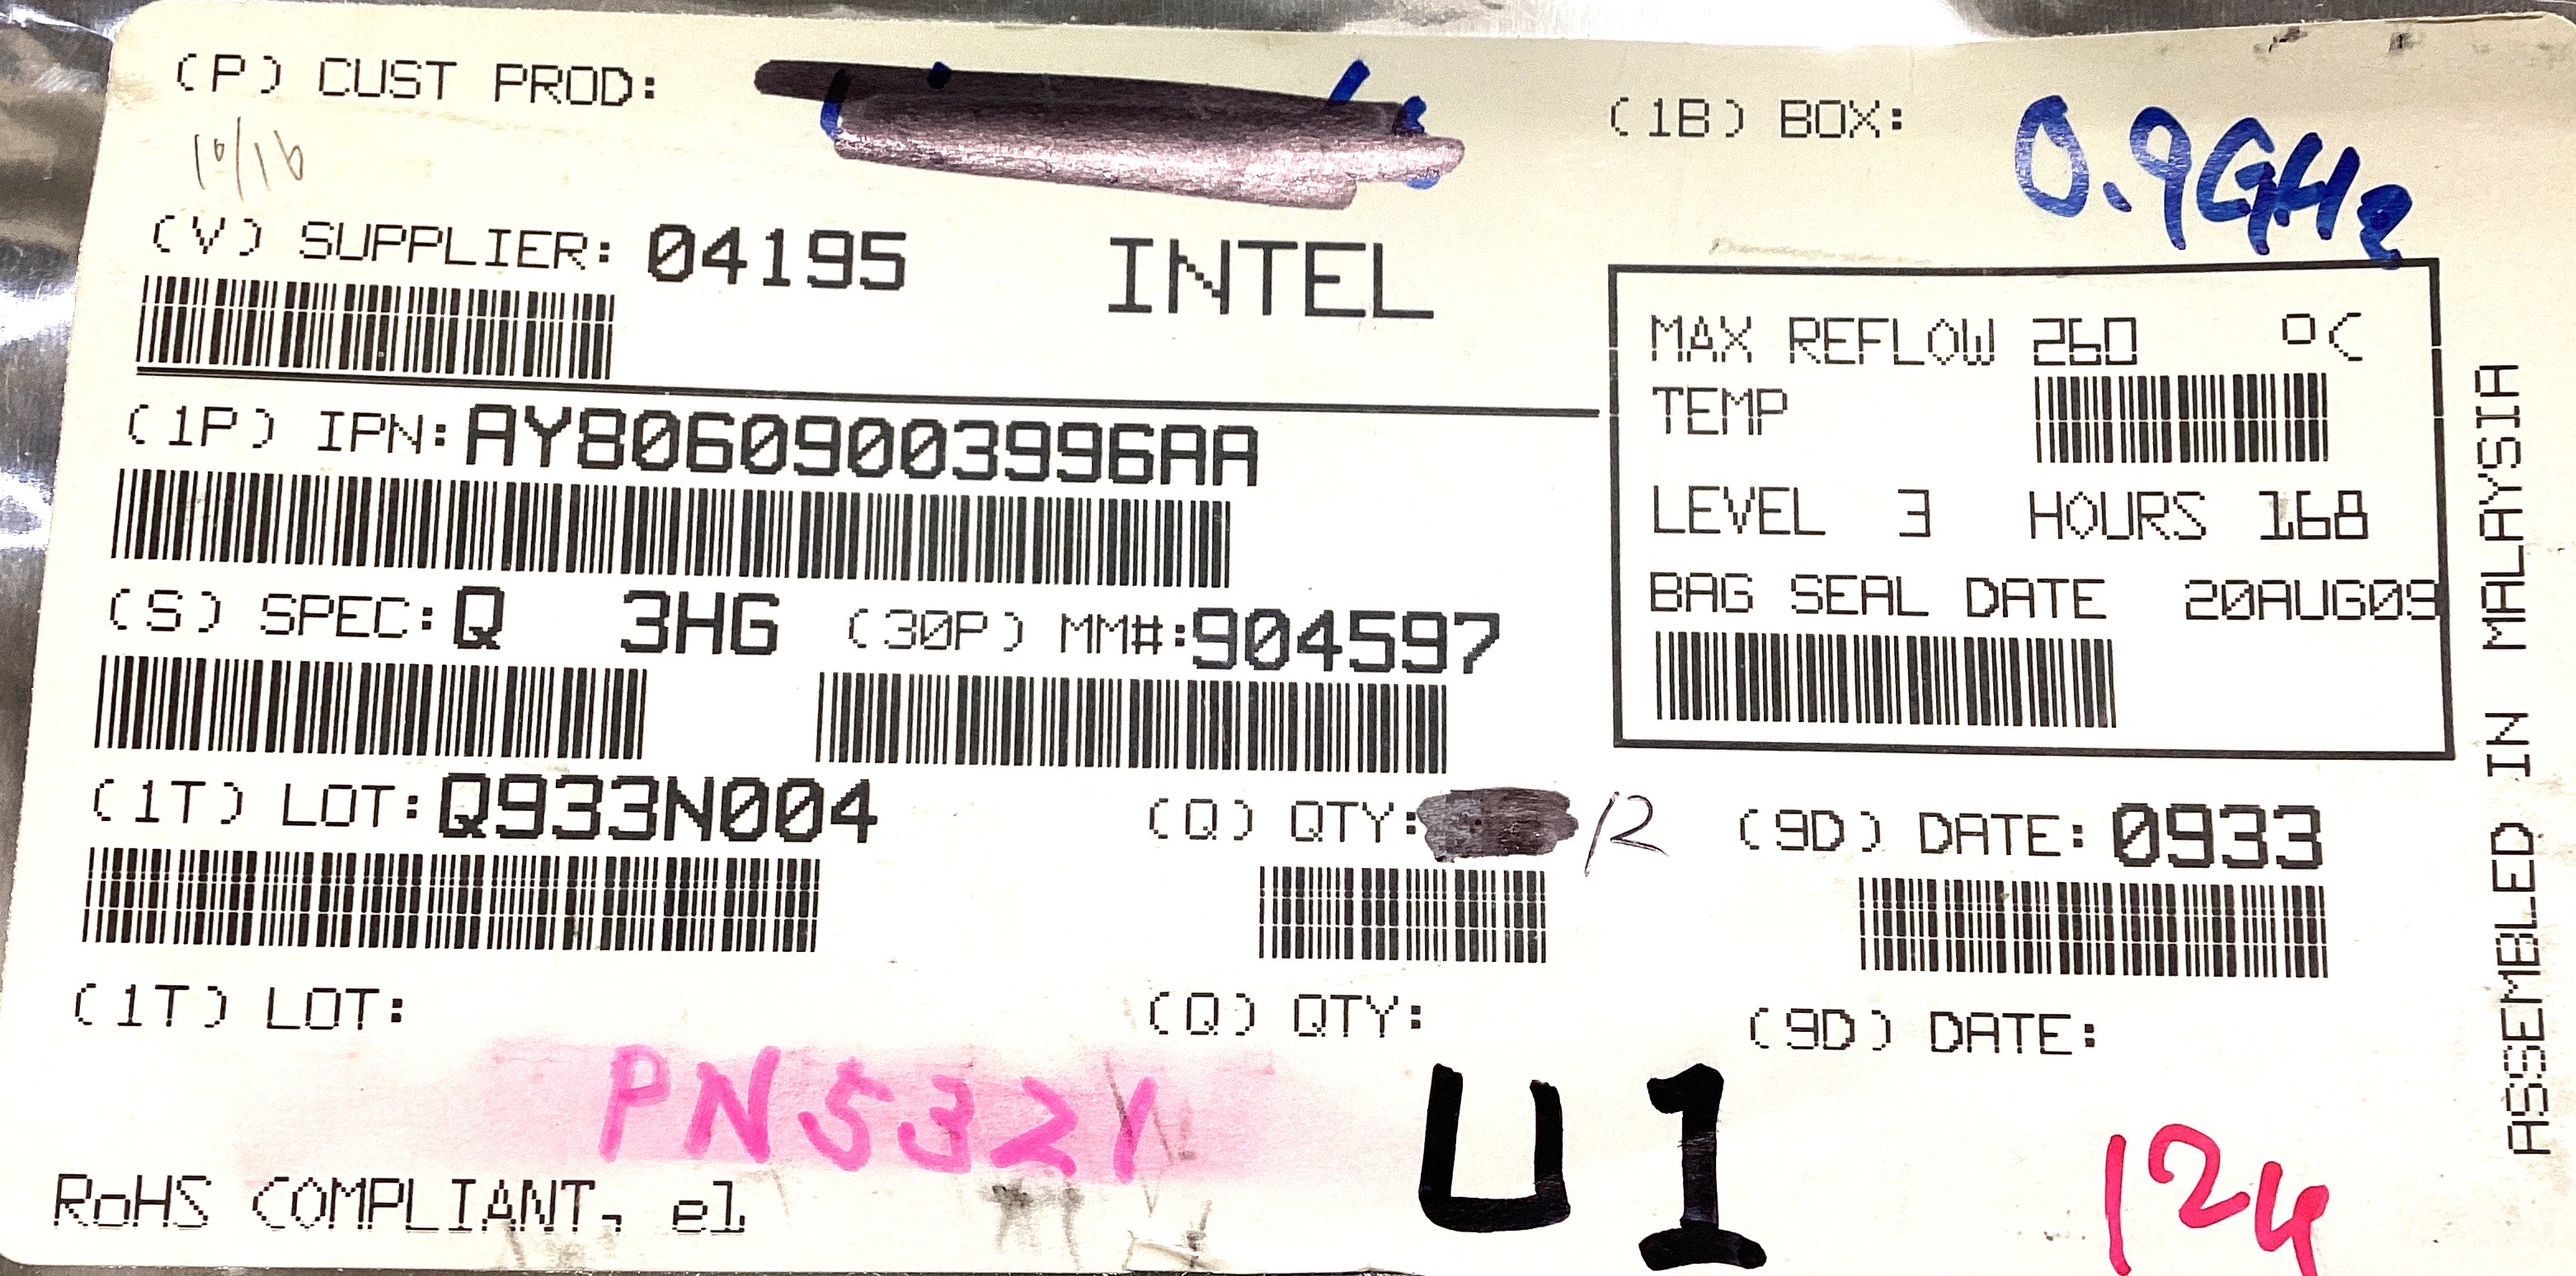 (P) CUST PROD:
(1B) BOX:
0.9GHz
10/16
(V) SUPPLIER: 04195
INTEL
MAX REFLOW 260 °C
TEMP
(1P) IPN: AY80609003996AA
LEVEL 3 HOURS 168
BAG SEAL DATE 20AUG09
(S) SPEC: Q 3HG (30P) MM#: 904597
(1T) LOT: Q933N004 (Q) QTY: 12 (9D) DATE: 0933
(1T) LOT: (Q) QTY: (9D) DATE:
PN5321
U1
124
RoHS COMPLIANT, e1
ASSEMBLED IN MALAYSIA